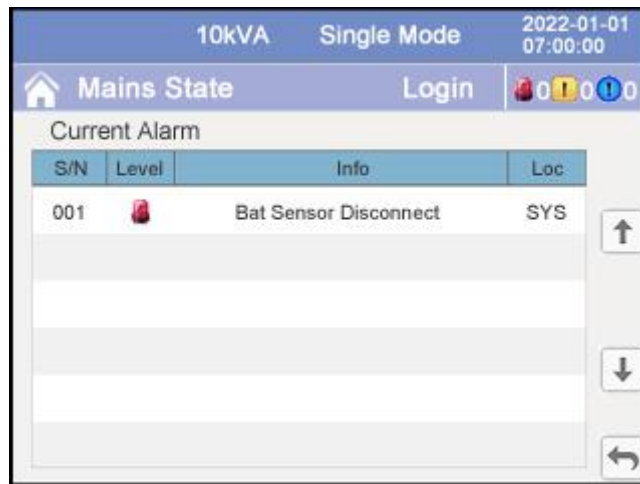 10kVA Single Mode 2022-01-01
07:00:00
Mains State Login 0 ! 0 ! 0
Current Alarm
S/N Level Info Loc
001 Bat Sensor Disconnect SYS